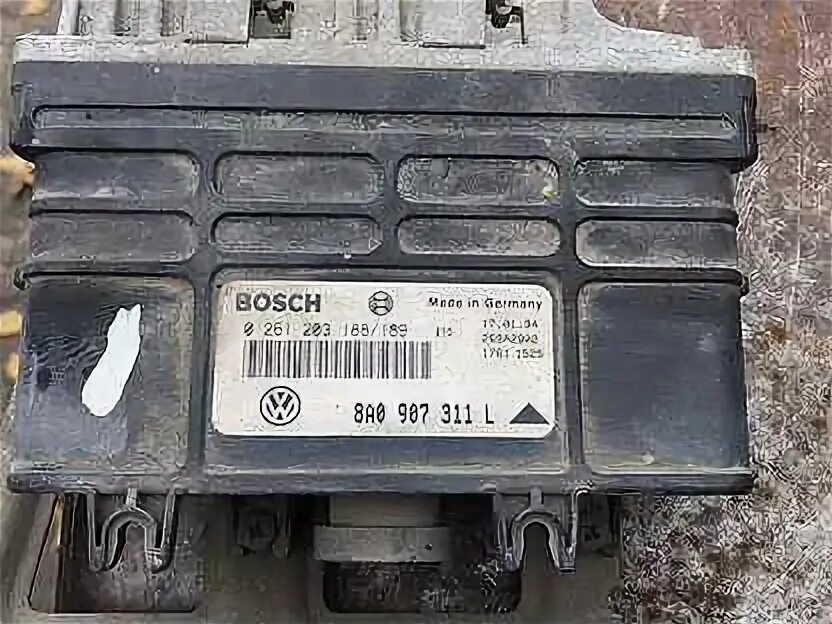 BOSCH Made in Germany
0 261 203 188/189
8A0 907 311 L